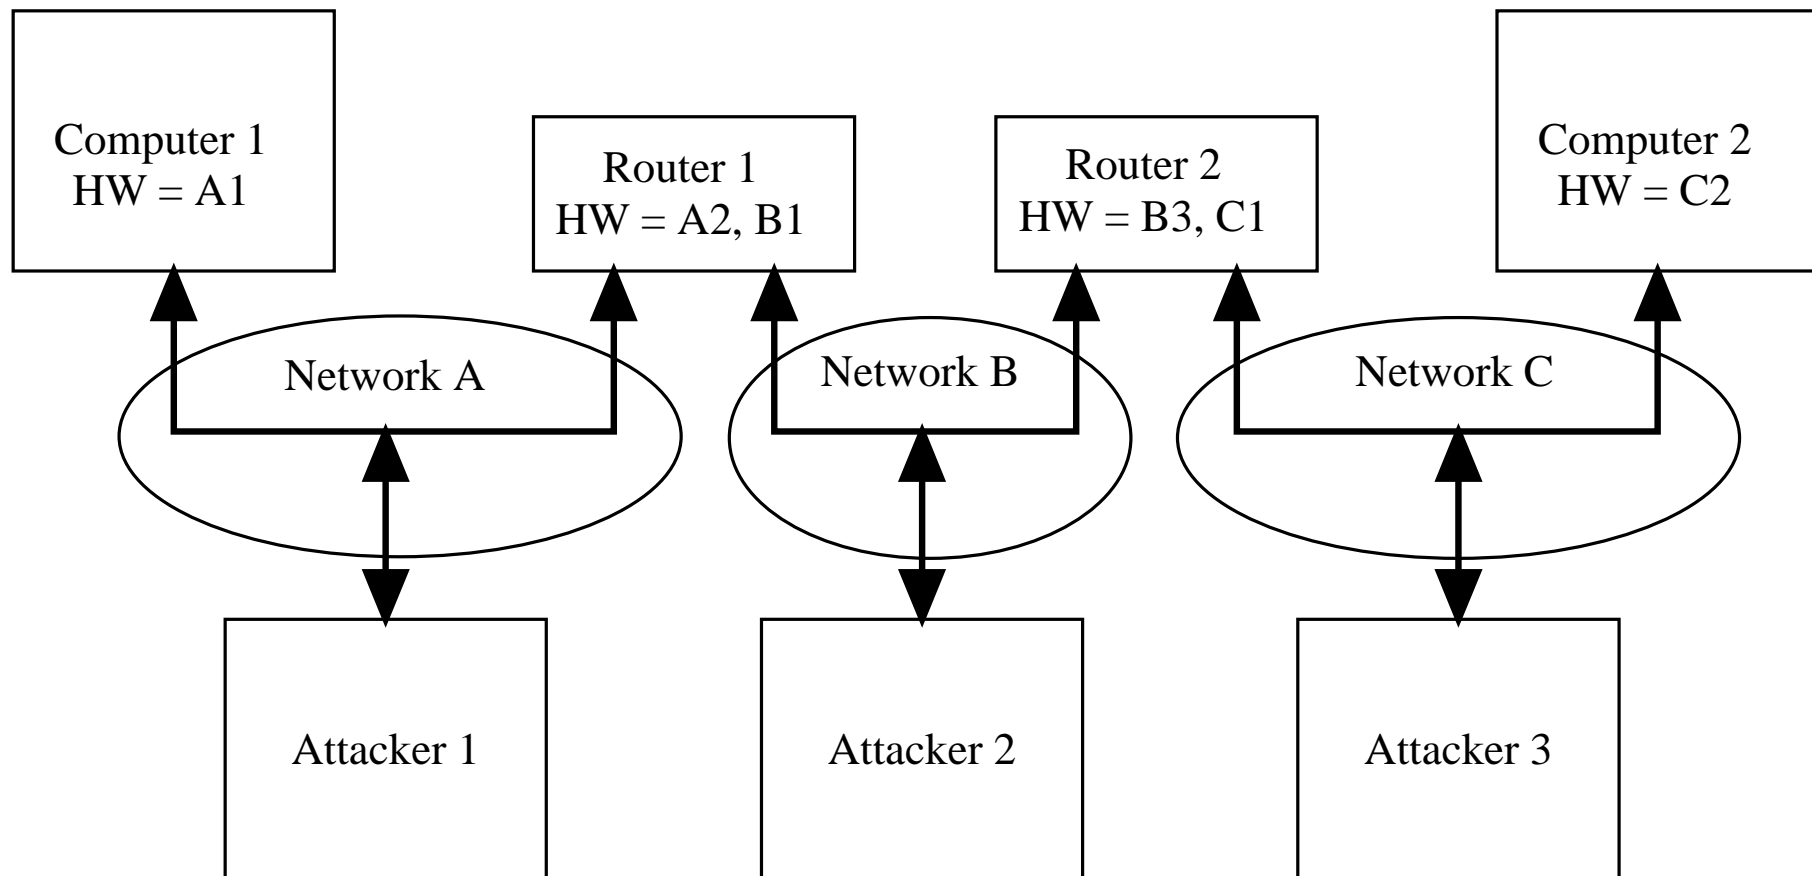 Computer 1
HW = A1
Router 1
HW = A2, B1
Router 2
HW = B3, C1
Computer 2
HW = C2
Network A
Network B
Network C
Attacker 1
Attacker 2
Attacker 3